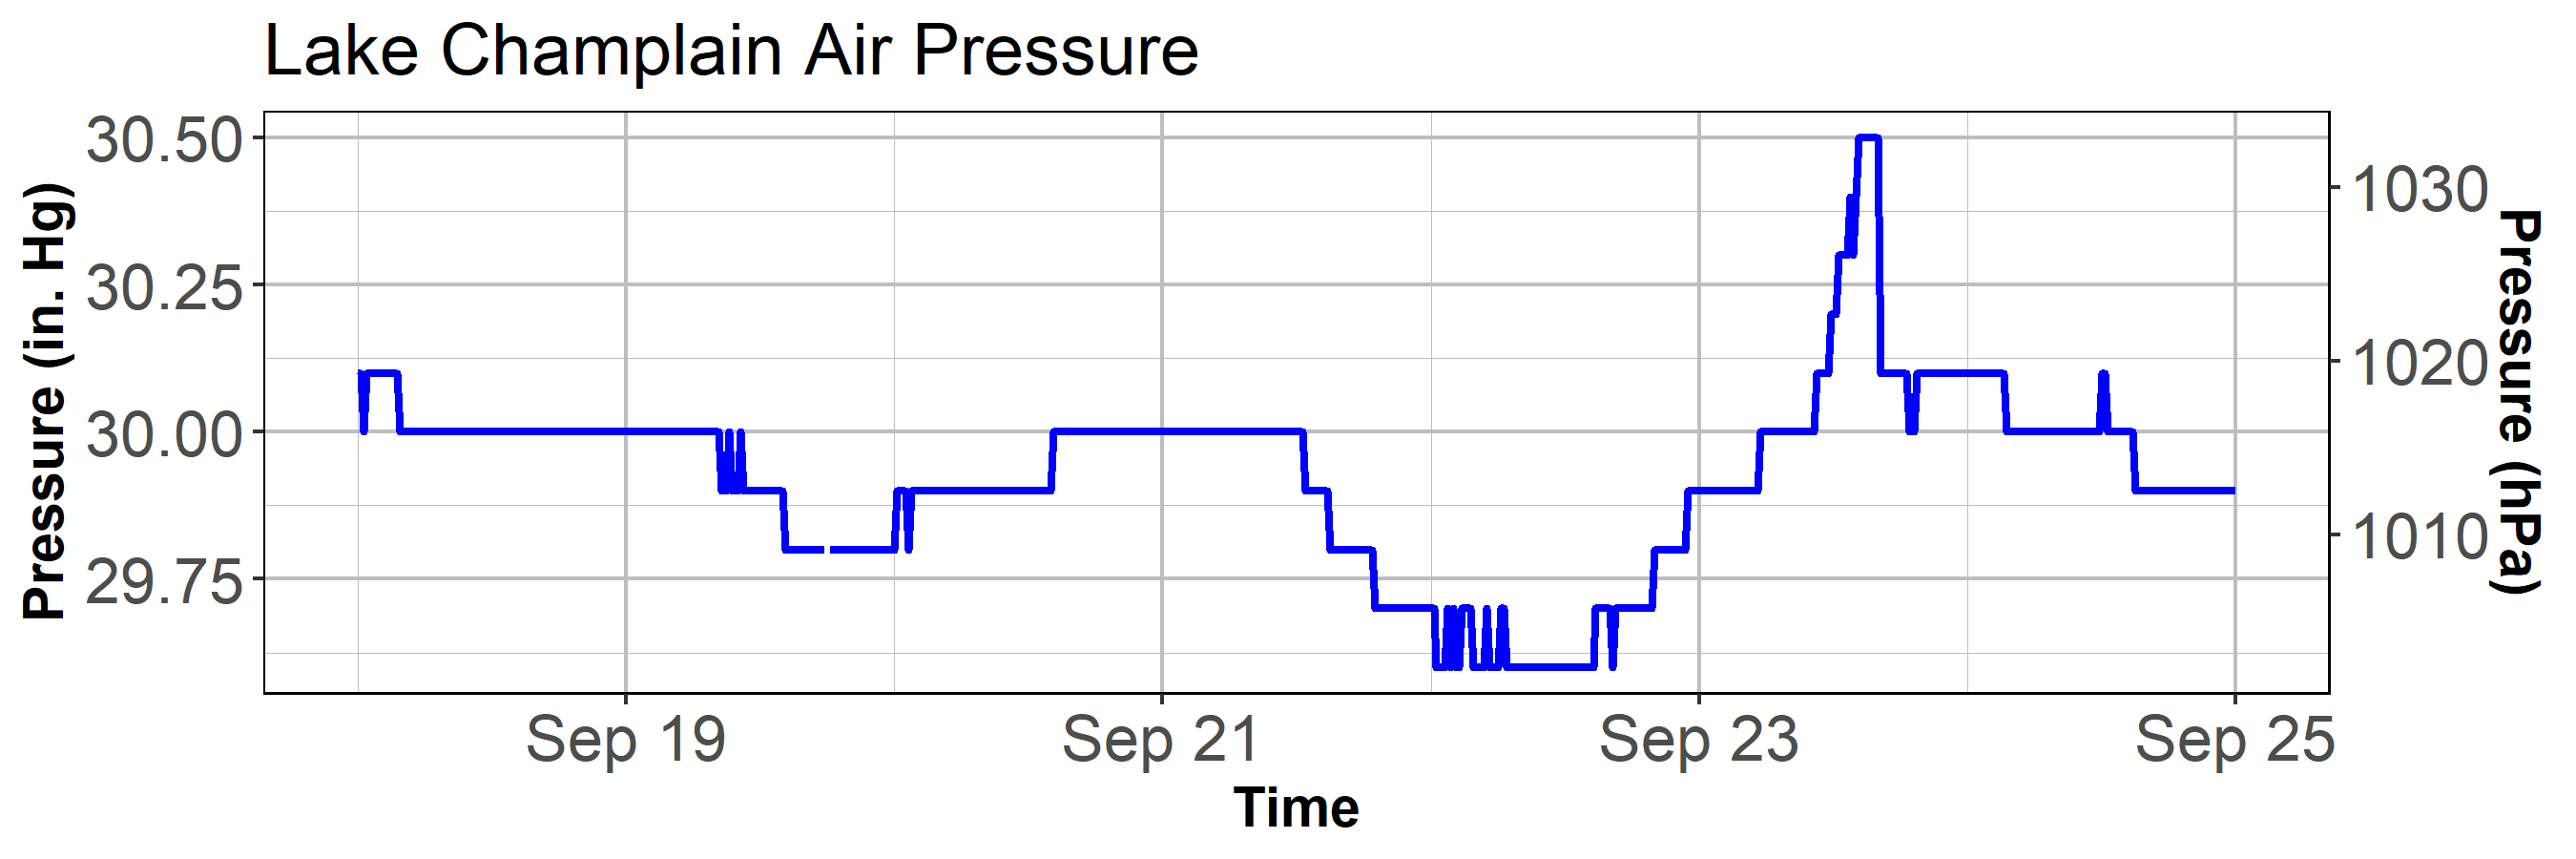 Lake Champlain Air Pressure
Pressure (in. Hg)
30.50
30.25
30.00
29.75
1030
1020
1010
Pressure (hPa)
Sep 19
Sep 21
Sep 23
Sep 25
Time